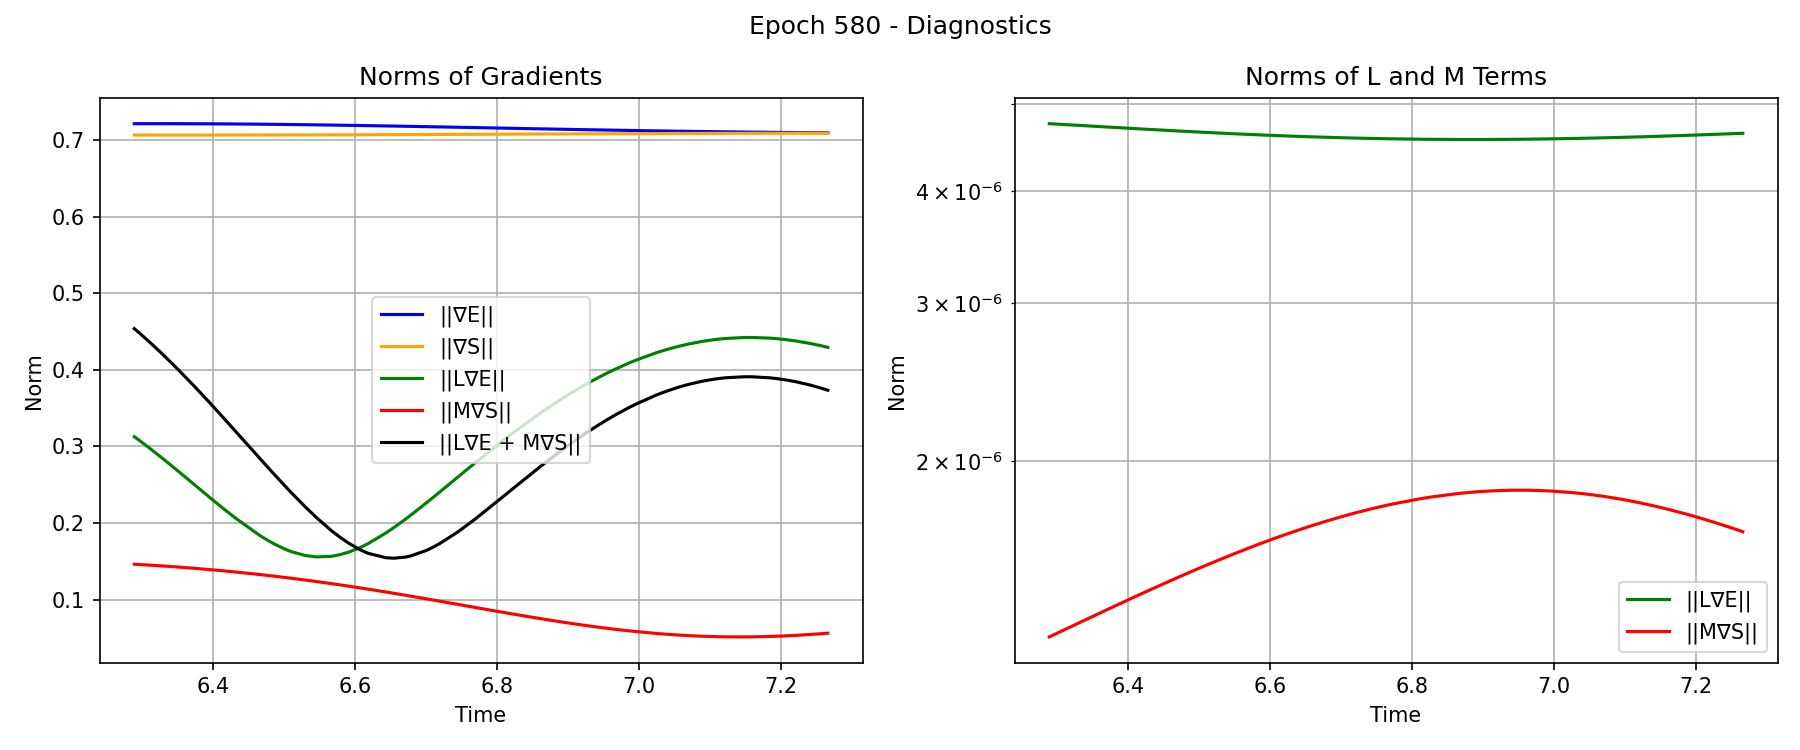 Epoch 580 - Diagnostics
Norms of Gradients
Norm
0.7
0.6
0.5
0.4
0.3
0.2
0.1
||∇E||
||∇S||
||L∇E||
||M∇S||
||L∇E + M∇S||
6.4 6.6 6.8 7.0 7.2
Time
Norms of L and M Terms
Norm
4 × 10⁻⁶
3 × 10⁻⁶
2 × 10⁻⁶
||L∇E||
||M∇S||
6.4 6.6 6.8 7.0 7.2
Time